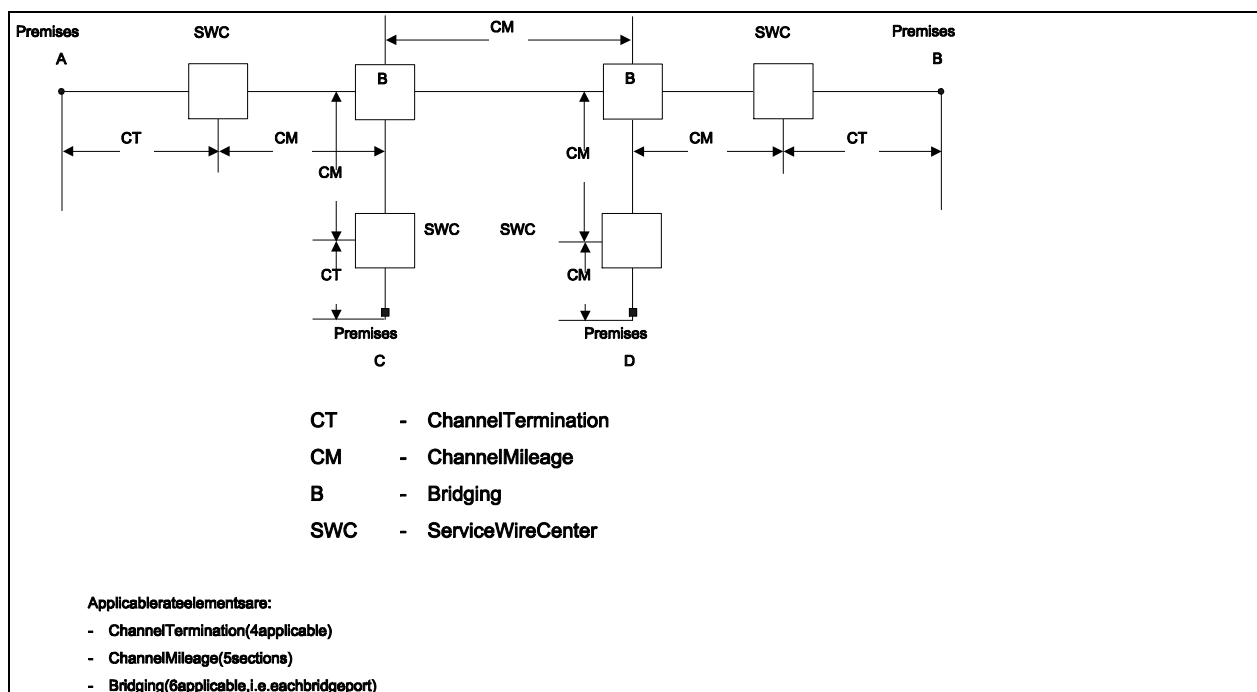 CM
Premises SWC SWC Premises
A B B B
CT CM CM CT
CM CM
SWC SWC
CT CM
Premises Premises
C D
CT - ChannelTermination
CM - ChannelMileage
B - Bridging
SWC - ServiceWireCenter
Applicablerateelementsare:
- ChannelTermination(4applicable)
- ChannelMileage(5sections)
- Bridging(6applicable,i.e.eachbridgeport)